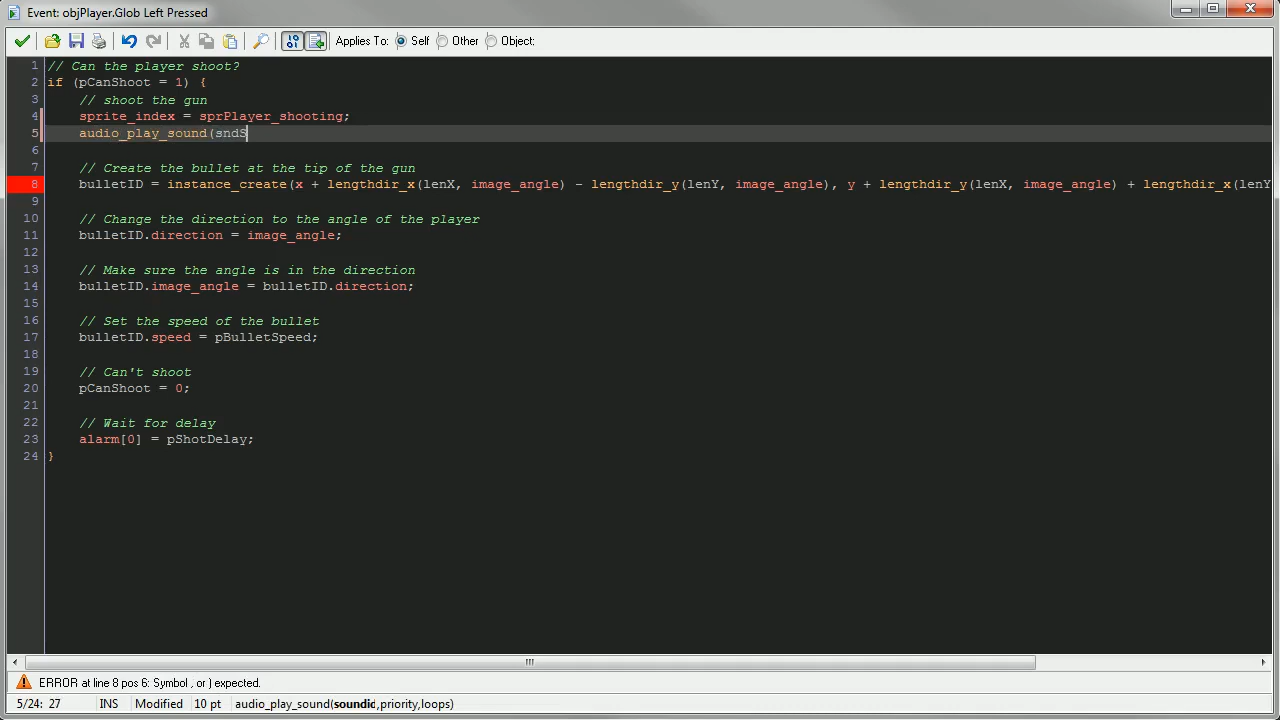 Event: objPlayer.Glob Left Pressed
Applies To: Self Other Object:
1 // Can the player shoot?
2 if (pCanShoot = 1) {
3 // shoot the gun
4 sprite_index = sprPlayer_shooting;
5 audio_play_sound(sndS
6
7 // Create the bullet at the tip of the gun
8 bulletID = instance_create(x + lengthdir_x(lenX, image_angle) - lengthdir_y(lenY, image_angle), y + lengthdir_y(lenX, image_angle) + lengthdir_x(lenY
9
10 // Change the direction to the angle of the player
11 bulletID.direction = image_angle;
12
13 // Make sure the angle is in the direction
14 bulletID.image_angle = bulletID.direction;
15
16 // Set the speed of the bullet
17 bulletID.speed = pBulletSpeed;
18
19 // Can't shoot
20 pCanShoot = 0;
21
22 // Wait for delay
23 alarm[0] = pShotDelay;
24 }
ERROR at line 8 pos 6: Symbol , or ) expected.
5/24: 27 INS Modified 10 pt audio_play_sound(soundid,priority,loops)